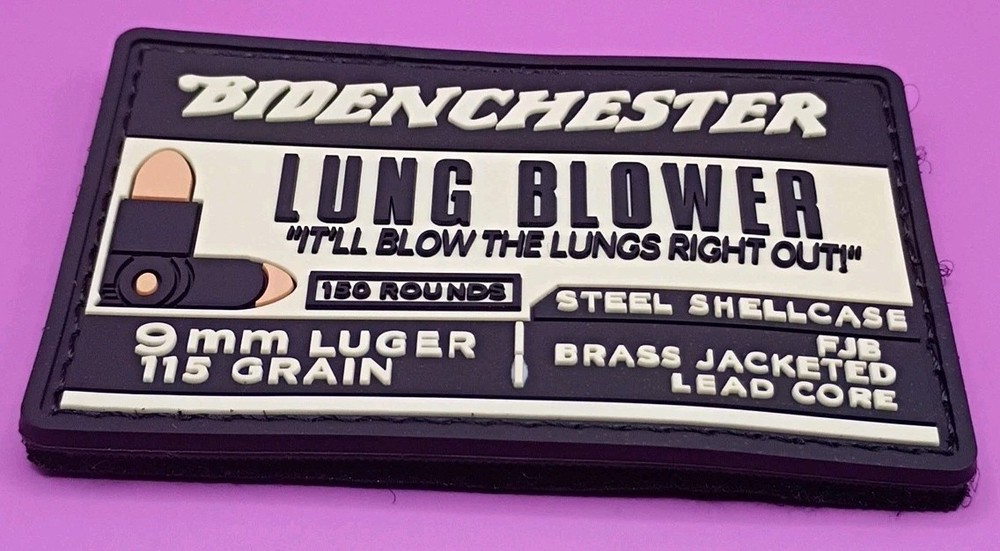 BIDENCHESTER
LUNG BLOWER
"IT'LL BLOW THE LUNGS RIGHT OUT!"
150 ROUNDS
STEEL SHELLCASE
9mm LUGER
115 GRAIN
FJB
BRASS JACKETED
LEAD CORE